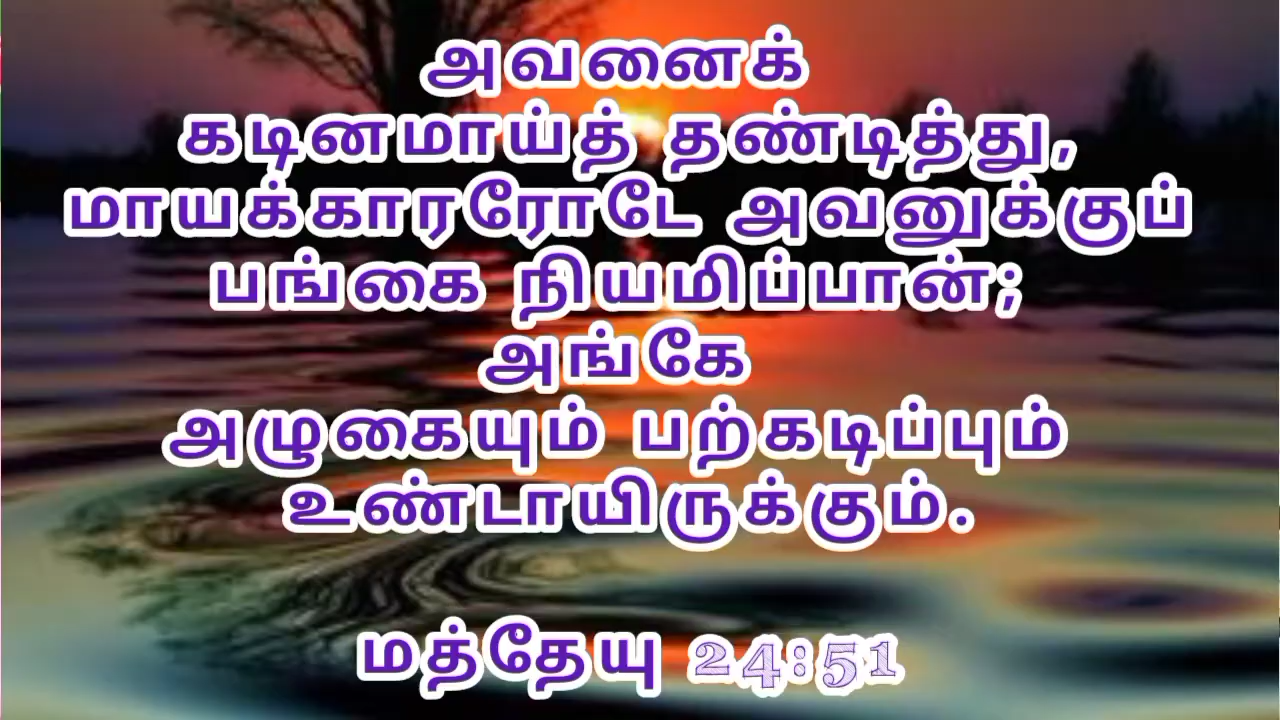 அவனைக்
கடினமாய்த் தண்டித்து,
மாயக்காரரோடே அவனுக்குப்
பங்கை நியமிப்பான்;
அங்கே
அழுகையும் பற்கடிப்பும்
உண்டாயிருக்கும்.
மத்தேயு 24:51